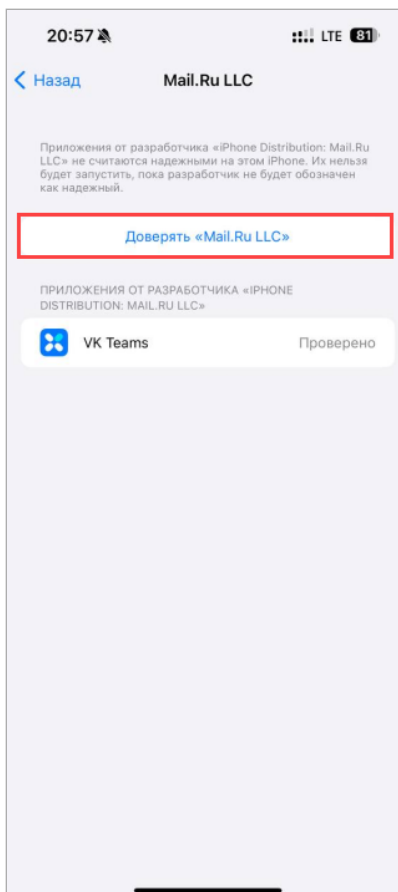 20:57 LTE 81
Назад Mail.Ru LLC
Приложения от разработчика «iPhone Distribution: Mail.Ru
LLC» не считаются надежными на этом iPhone. Их нельзя
будет запустить, пока разработчик не будет обозначен
как надежный.
Доверять «Mail.Ru LLC»
ПРИЛОЖЕНИЯ ОТ РАЗРАБОТЧИКА «IPHONE
DISTRIBUTION: MAIL.RU LLC»
VK Teams Проверено